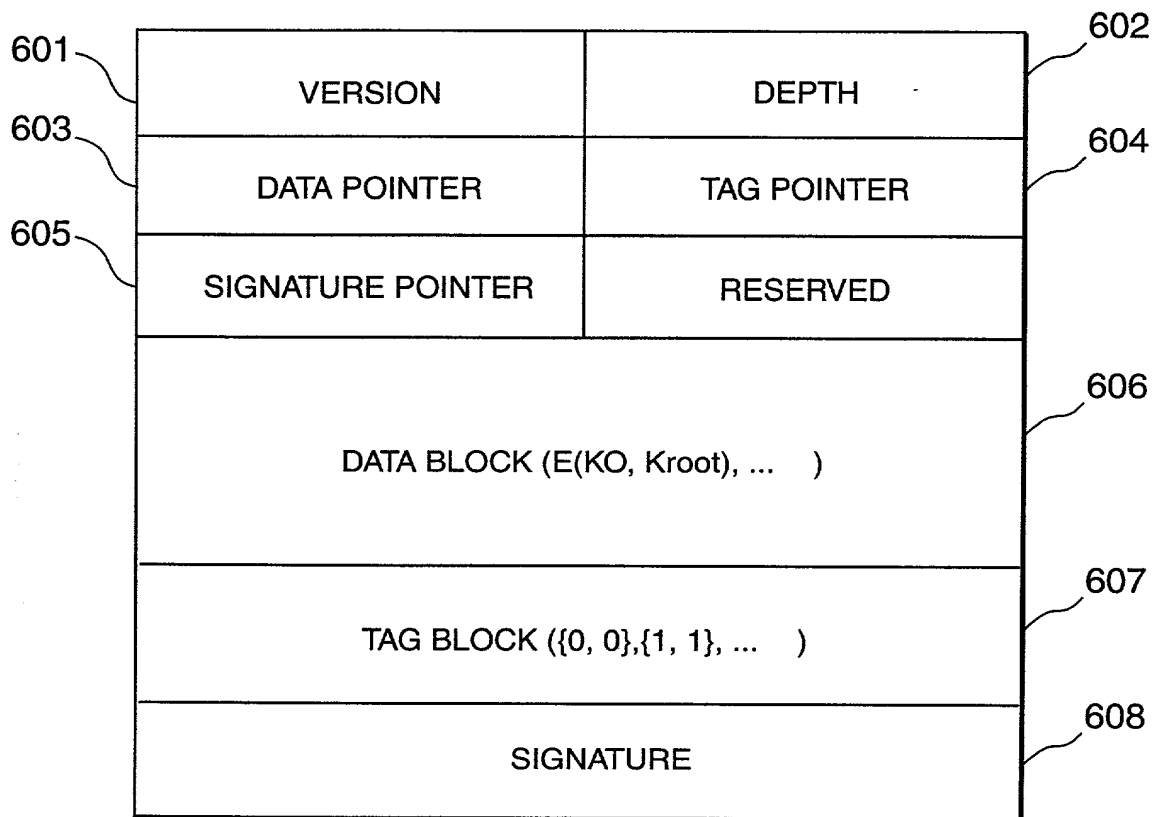 601 VERSION DEPTH 602
603 DATA POINTER TAG POINTER 604
605 SIGNATURE POINTER RESERVED
DATA BLOCK (E(KO, Kroot), ... ) 606
TAG BLOCK ({0, 0},{1, 1}, ... ) 607
SIGNATURE 608